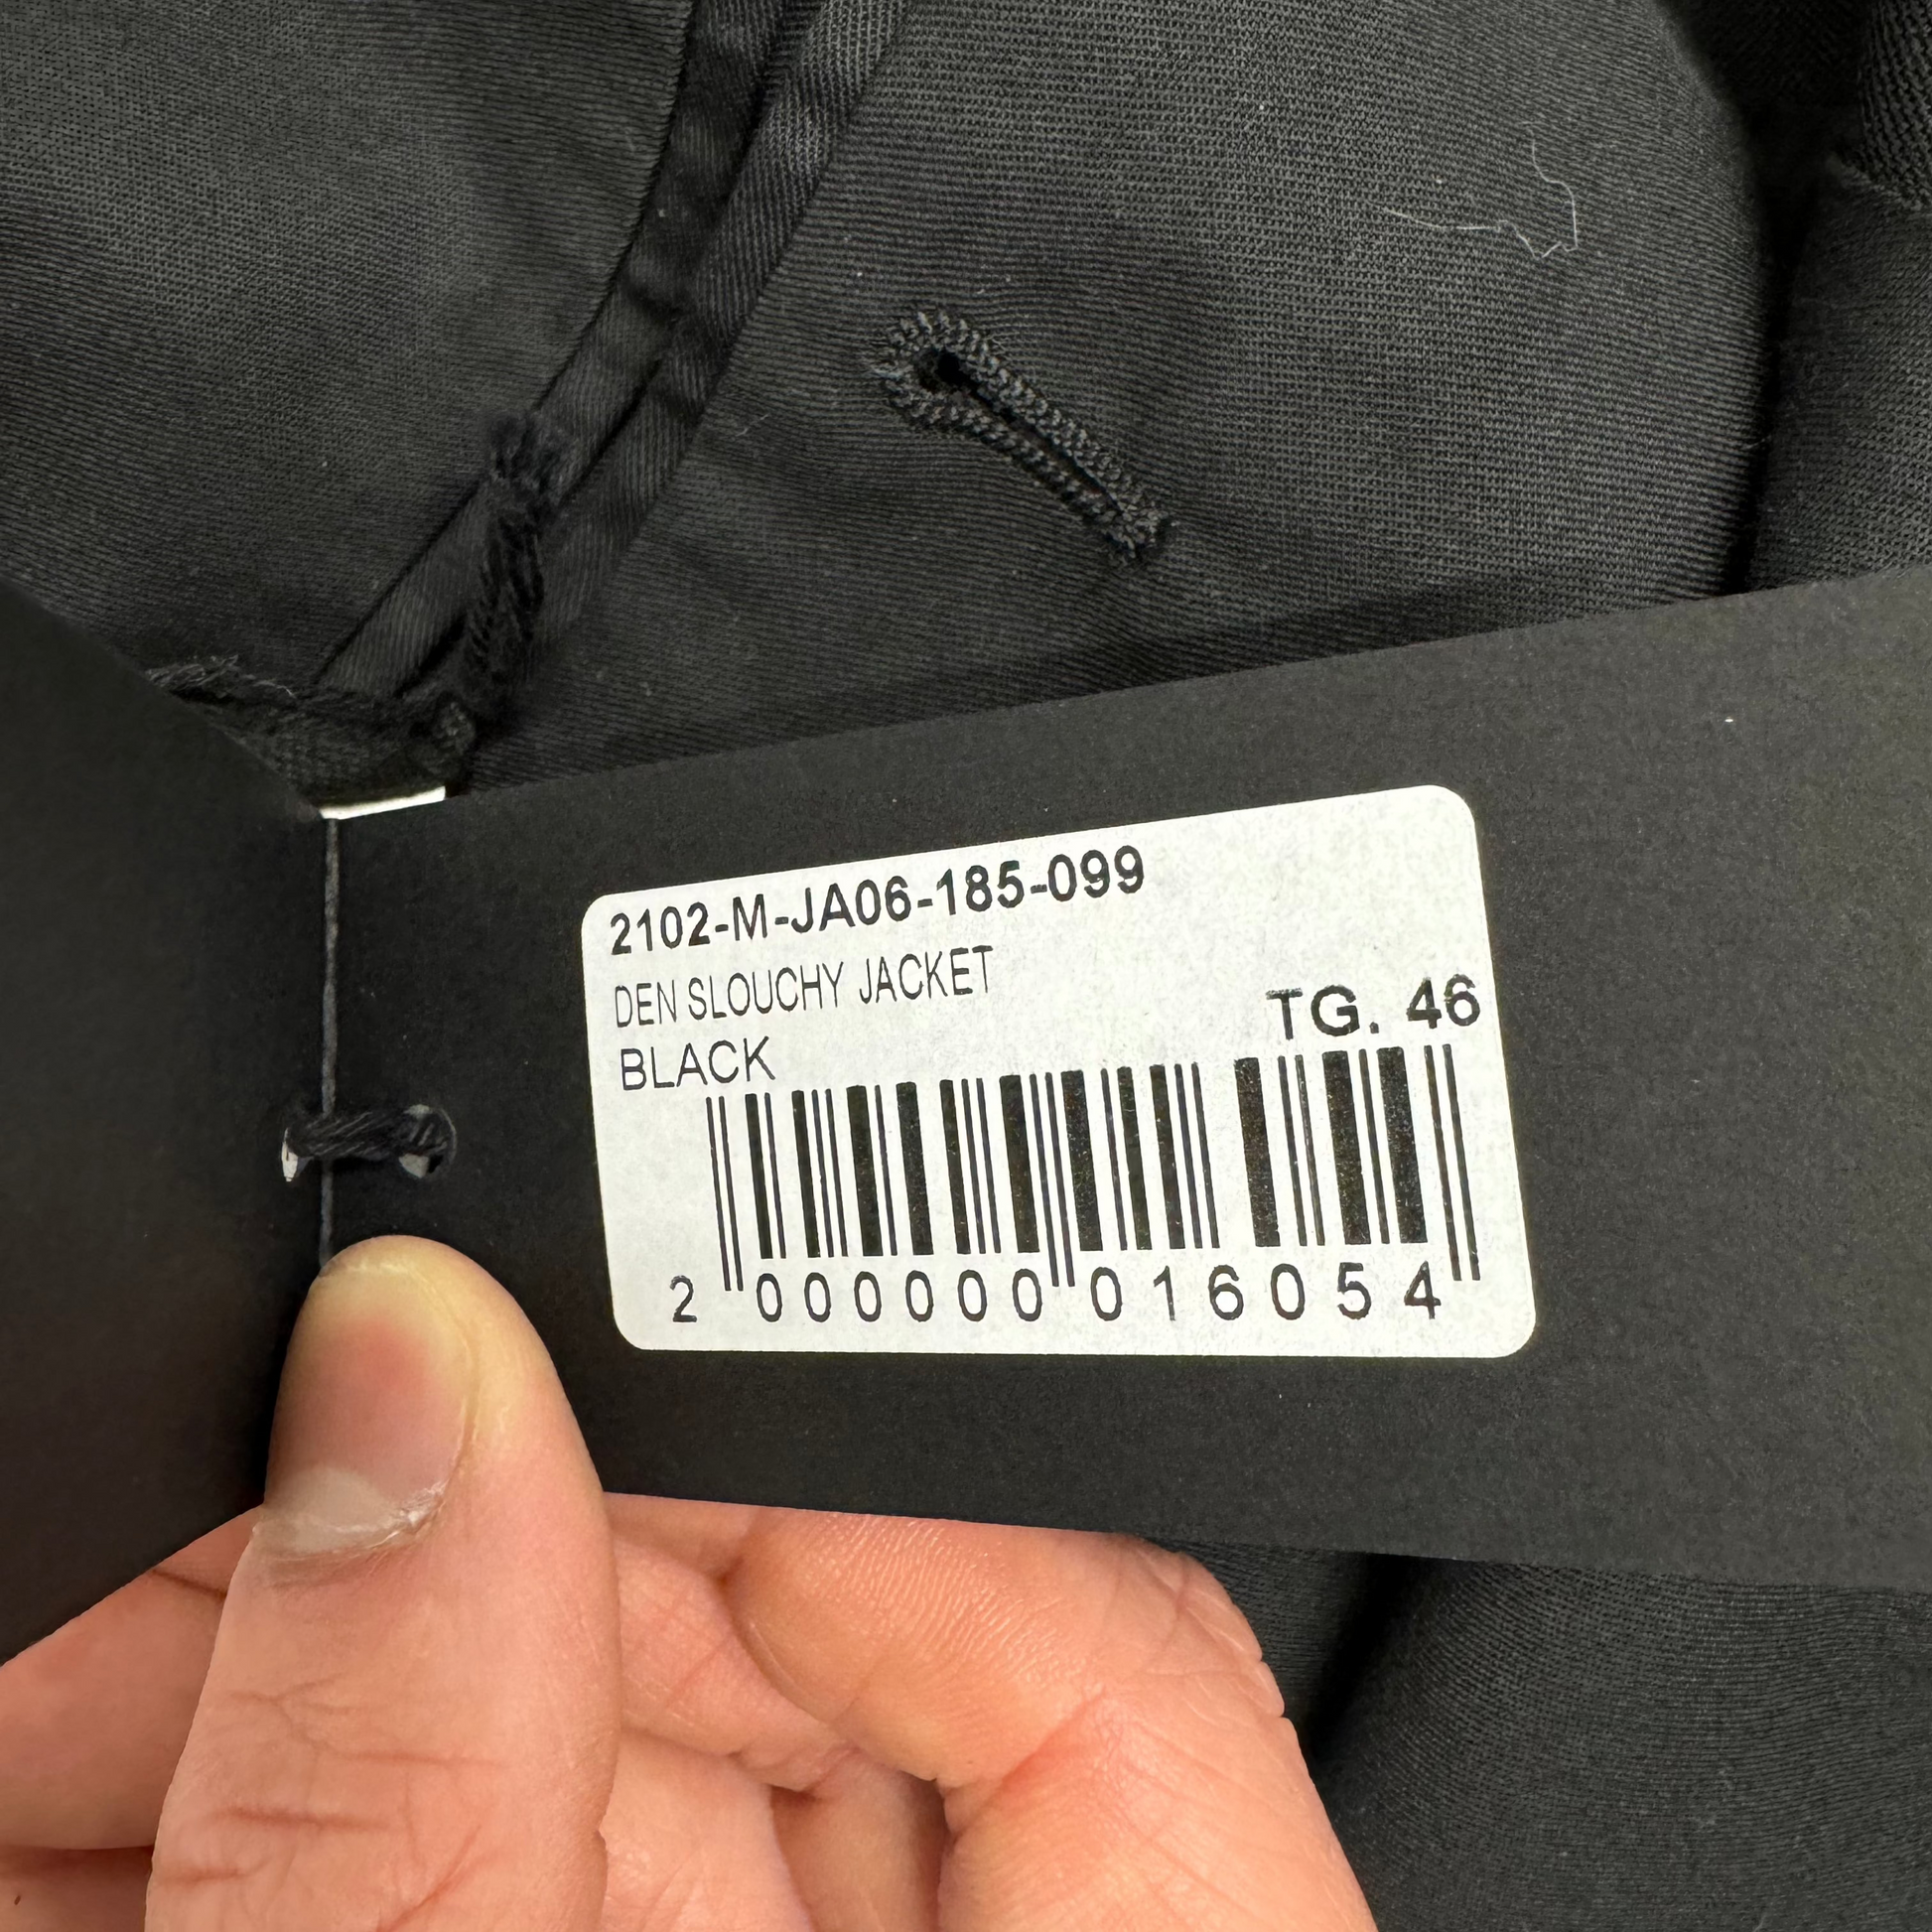 2102-M-JA06-185-099
DEN SLOUCHY JACKET
TG. 46
BLACK
2 000000 016054